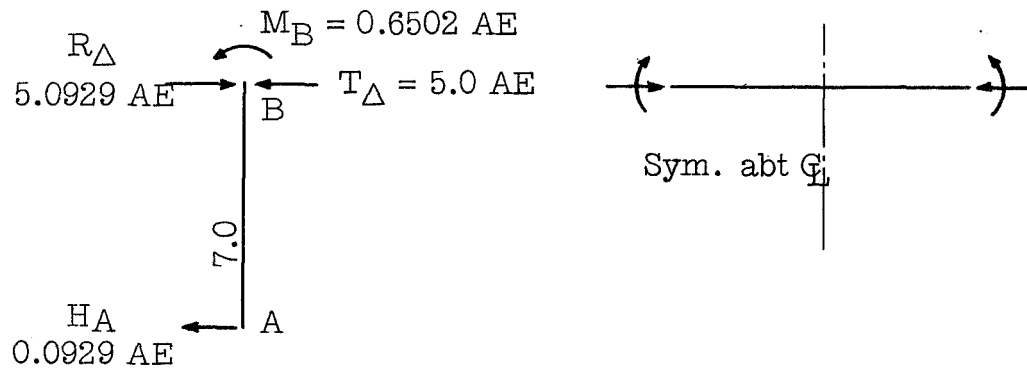 M_B = 0.6502 AE
R_Δ
5.0929 AE
T_Δ = 5.0 AE
B
Sym. abt ℄
7.0
H_A
A
0.0929 AE